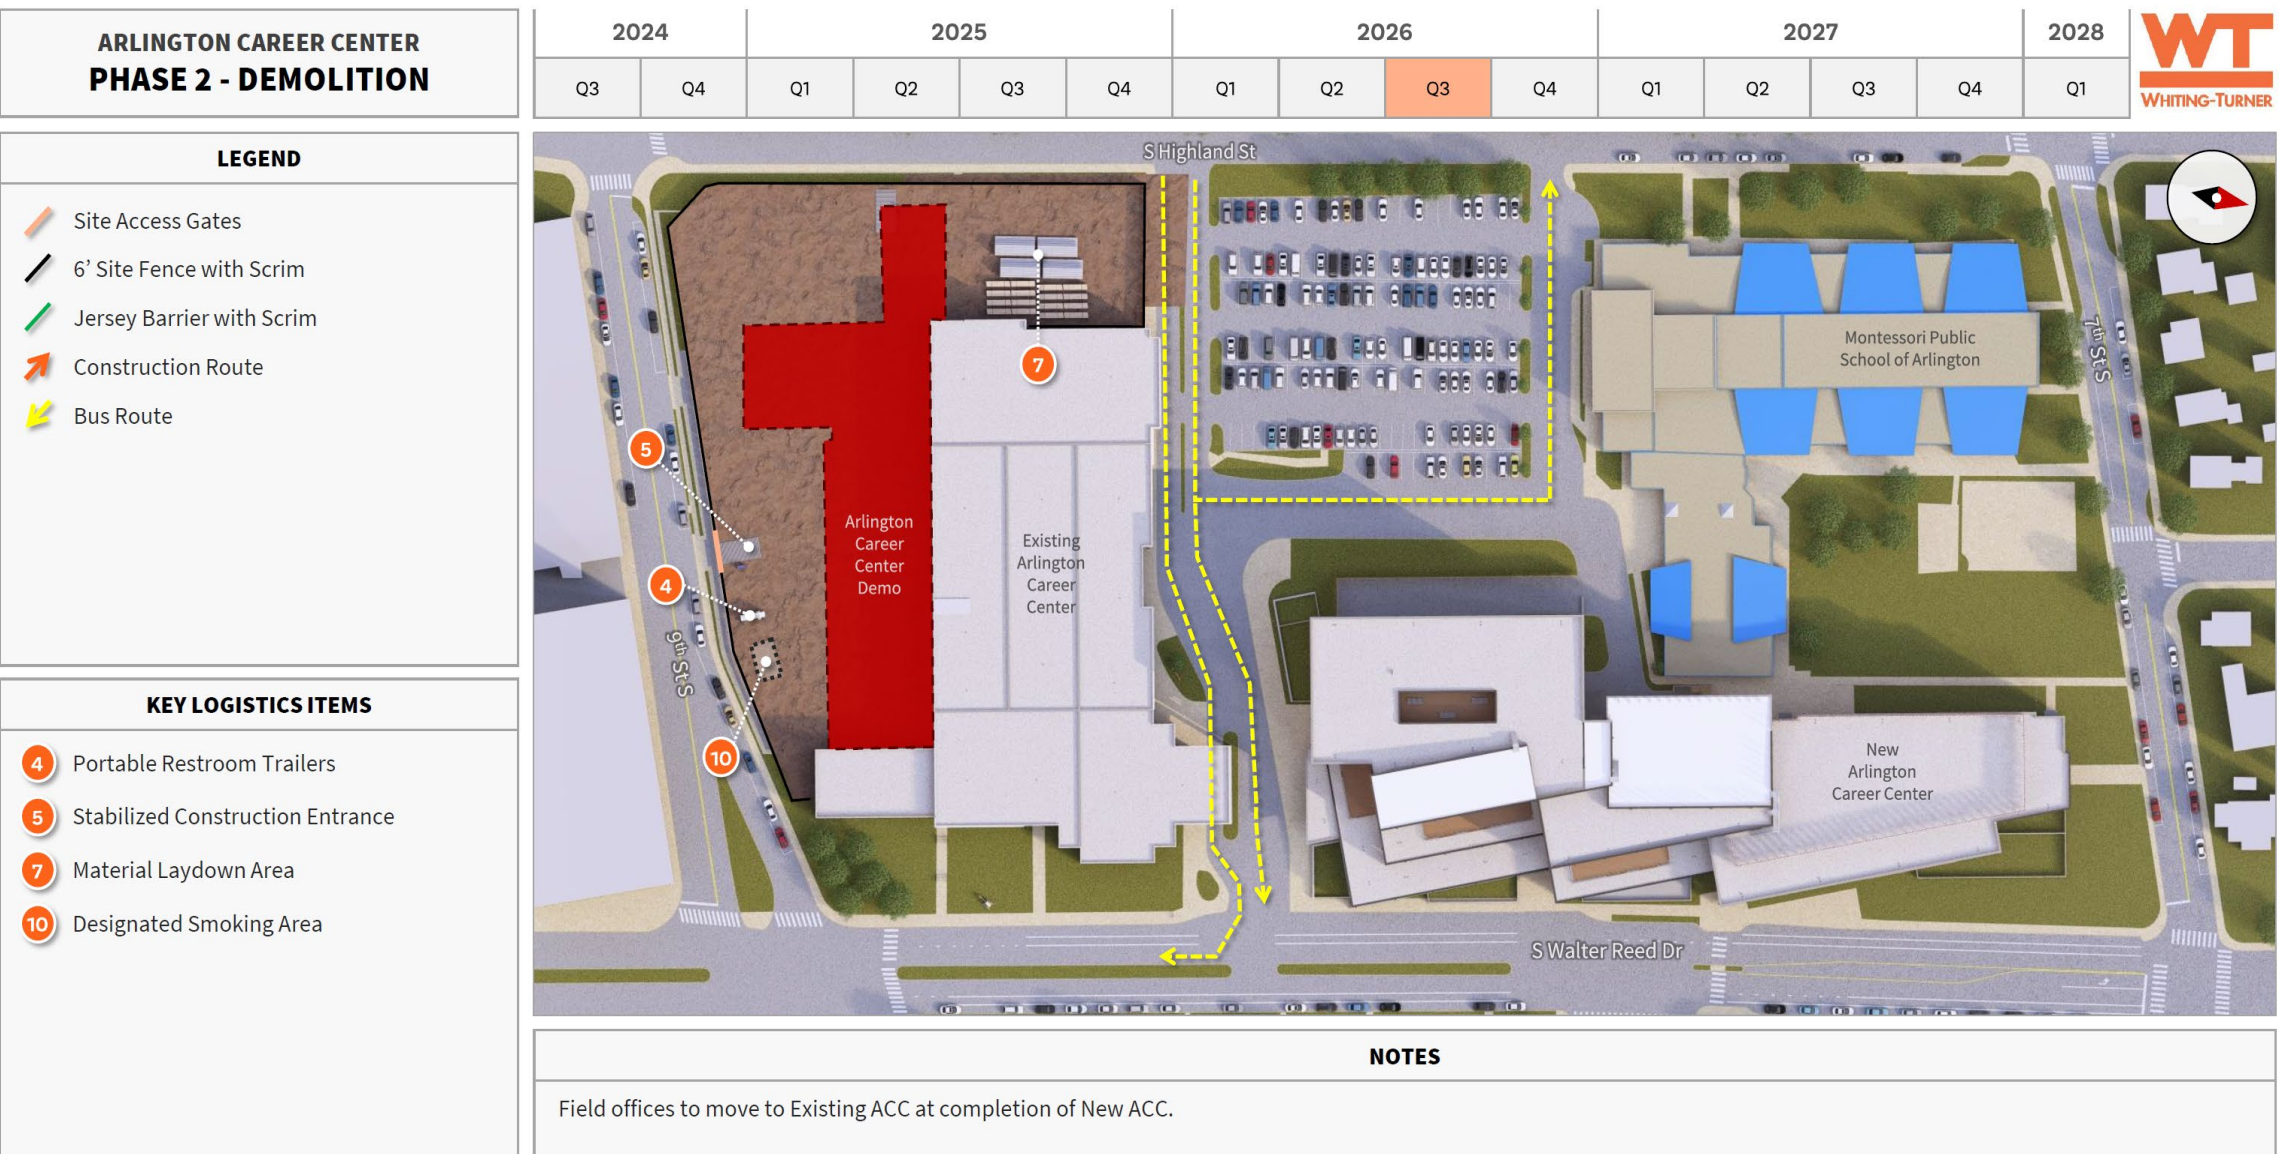 ARLINGTON CAREER CENTER
PHASE 2 - DEMOLITION
2024 2025 2026 2027 2028
Q3 Q4 Q1 Q2 Q3 Q4 Q1 Q2 Q3 Q4 Q1 Q2 Q3 Q4 Q1
WT
WHITING-TURNER
LEGEND
Site Access Gates
6’ Site Fence with Scrim
Jersey Barrier with Scrim
Construction Route
Bus Route
KEY LOGISTICS ITEMS
4 Portable Restroom Trailers
5 Stabilized Construction Entrance
7 Material Laydown Area
10 Designated Smoking Area
S Highland St
7
5
4
10
9th St S
Arlington
Career
Center
Demo
Existing
Arlington
Career
Center
Montessori Public
School of Arlington
7th St S
New
Arlington
Career Center
S Walter Reed Dr
NOTES
Field offices to move to Existing ACC at completion of New ACC.